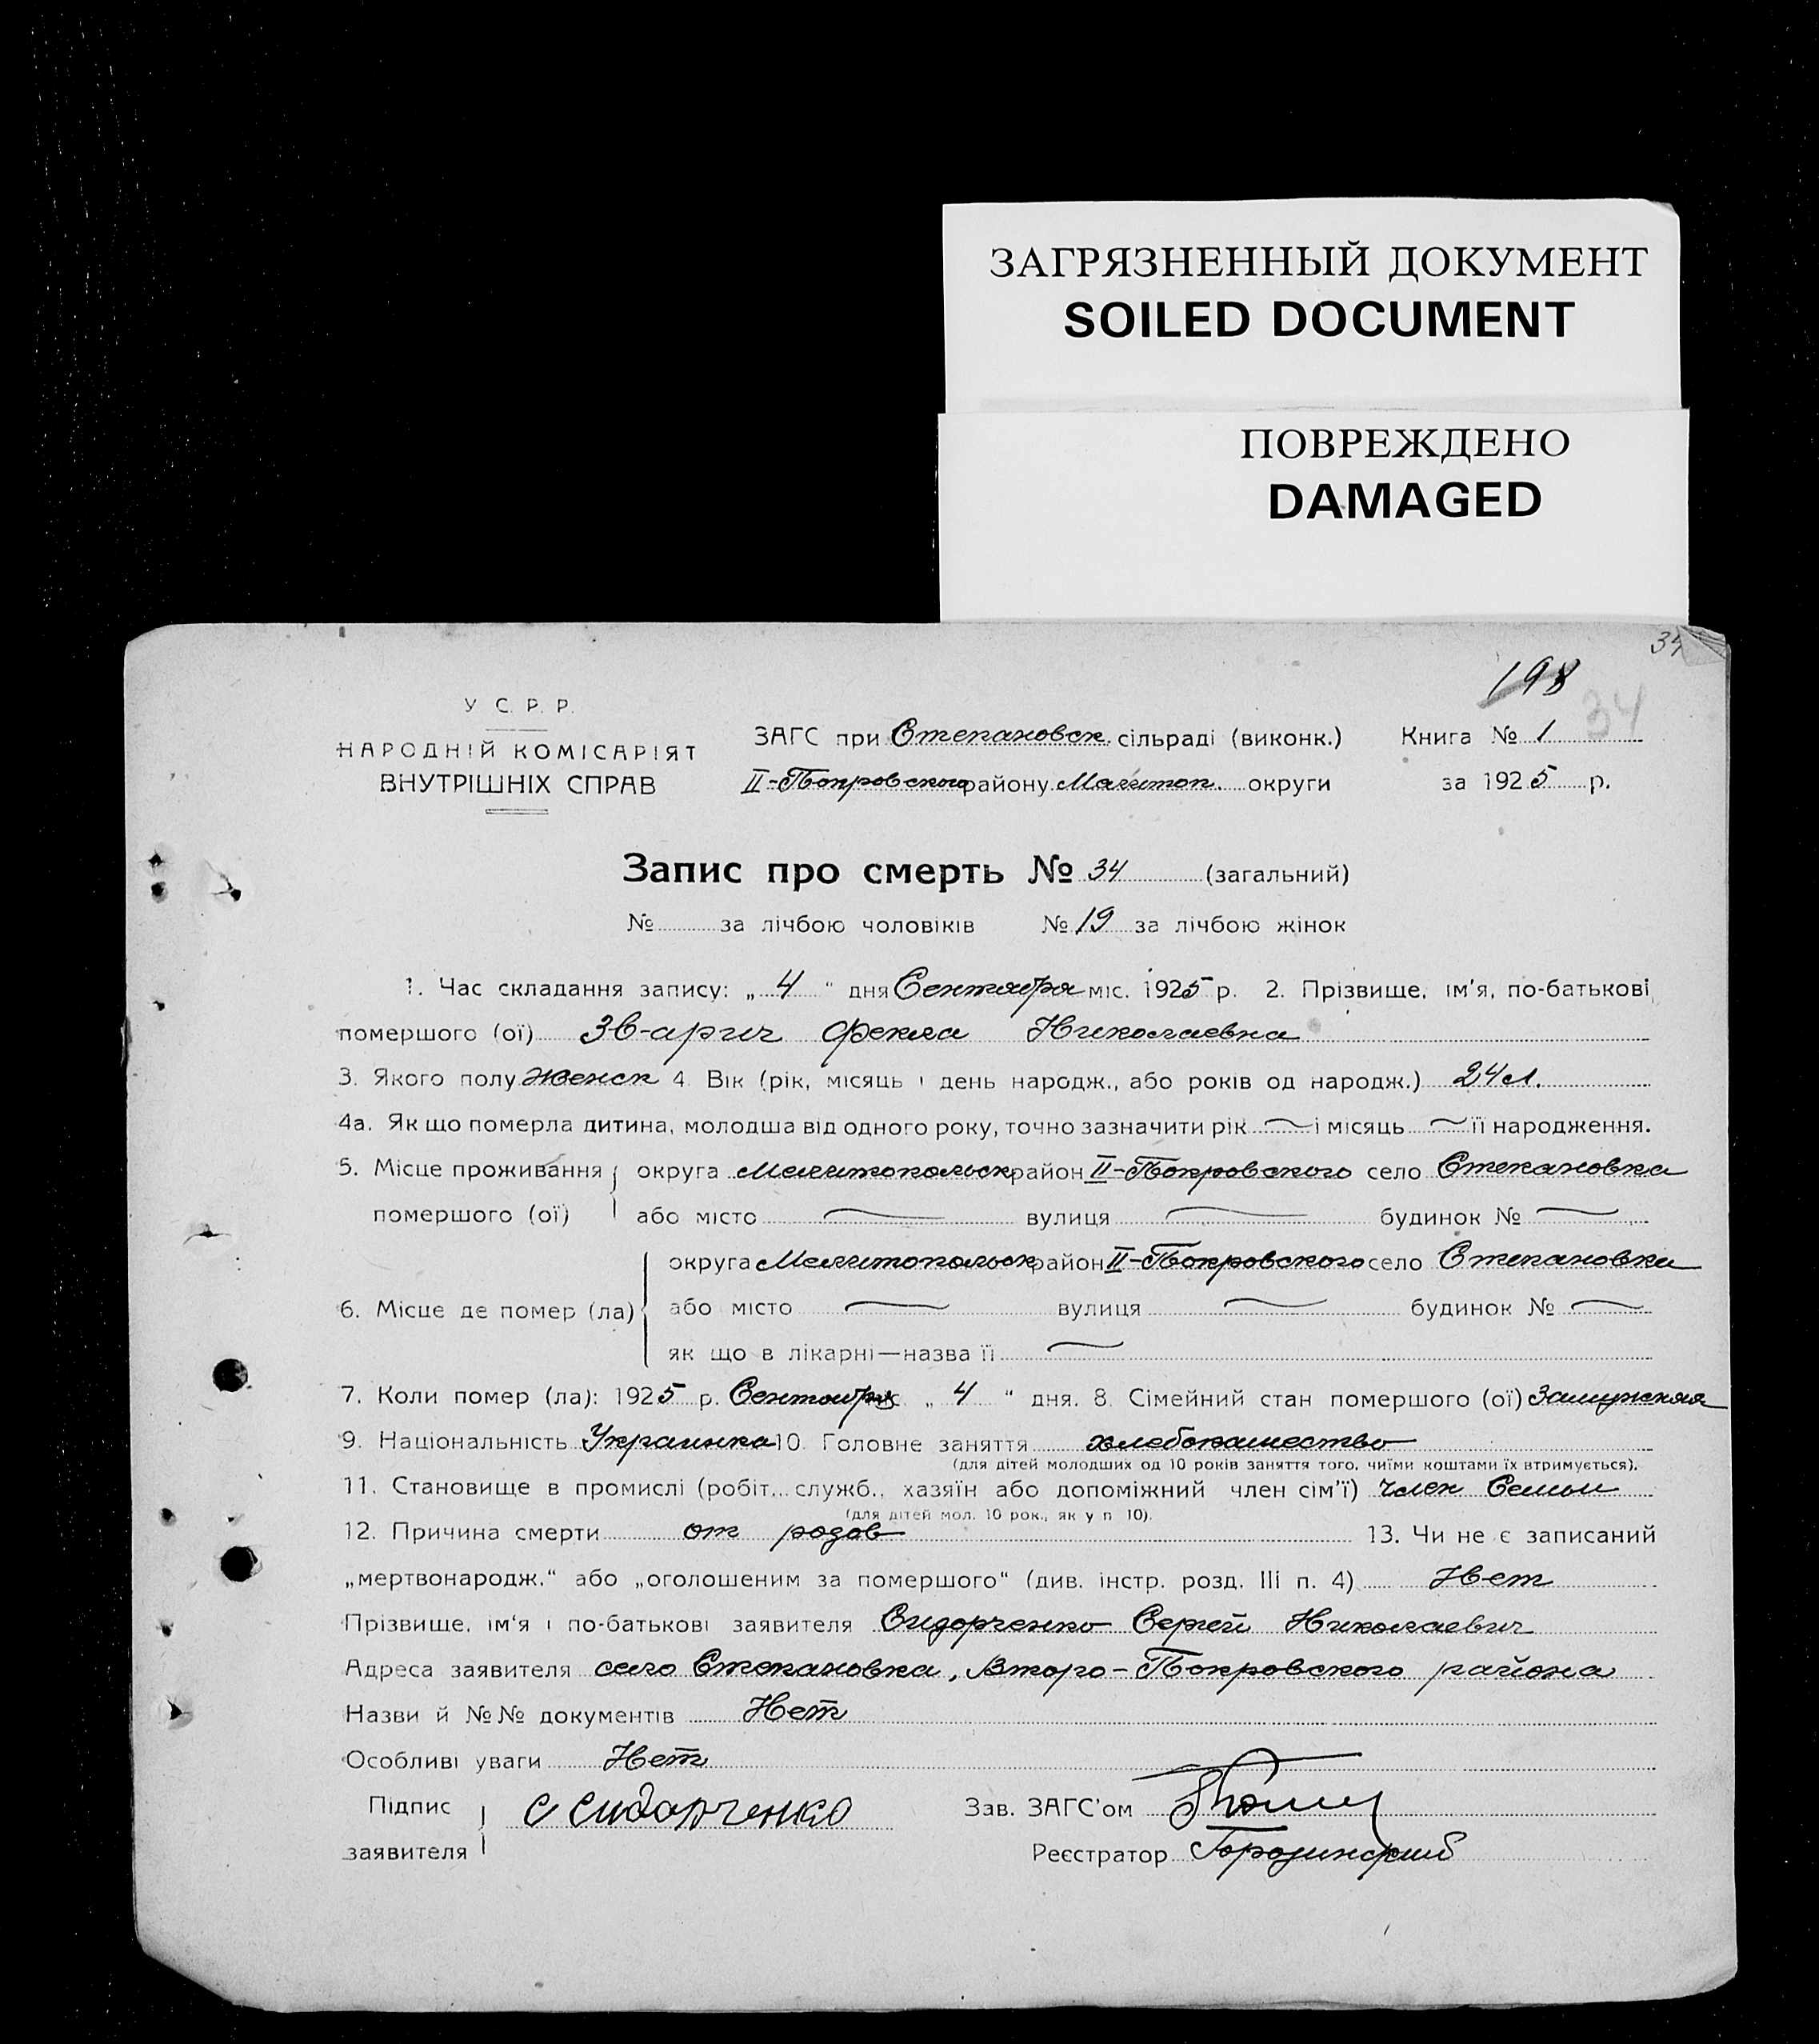 ЗАГРЯЗНЕННЫЙ ДОКУМЕНТ
SOILED DOCUMENT
ПОВРЕЖДЕНО
DAMAGED
34
198
34
У С. Р. Р.
НАРОДНІЙ КОМІСАРІЯТ
ВНУТРІШНІХ СПРАВ
ЗАГС при Степановск. сільраді (виконк.) Книга № 1
II-Покровского району Мелитоп. округи за 1925 р.
Запис про смерть № 34 (загальний)
№ за лічбою чоловіків № 19 за лічбою жінок
1. Час складання запису: „ 4 “ дня Сентября міс. 1925 р. 2. Прізвище, ім'я, по-батькові
помершого (ої) Зв-арич Фекла Николаевна
3. Якого полу женск 4. Вік (рік, місяць і день народж., або років од народж.) 24 л.
4а. Як що померла дитина, молодша від одного року, точно зазначити рік і місяць її народження.
5. Місце проживання округа Мелитопольск район II-Покровского село Степановка
помершого (ої) або місто вулиця будинок №
округа Мелитопольск район II-Покровского село Степановка
6. Місце де помер (ла) або місто вулиця будинок №
як що в лікарні—назва її
7. Коли помер (ла): 1925 р. Сентября міс. „ 4 “ дня. 8. Сімейний стан помершого (ої) Замужняя
9. Національність Украинка 10. Головне заняття хлебопашество
(для дітей молодших од 10 років заняття того, чиїми коштами їх втримується).
11. Становище в промислі (робіт... служб., хазяїн або допоміжний член сім'ї) член Семьи
(для дітей мол. 10 рок., як у п 10).
12. Причина смерти от родов 13. Чи не є записаний
„мертвонародж.“ або „оголошеним за помершого“ (див. інстр. розд. III п. 4) Нет
Прізвище, ім'я і по-батькові заявителя Сидорченко Сергей Николаевич
Адреса заявителя село Степановка, Второ-Покровского района
Назви й №№ документів Нет
Особливі уваги Нет
Підпис С Сидорченко Зав. ЗАГС'ом
заявителя Реєстратор